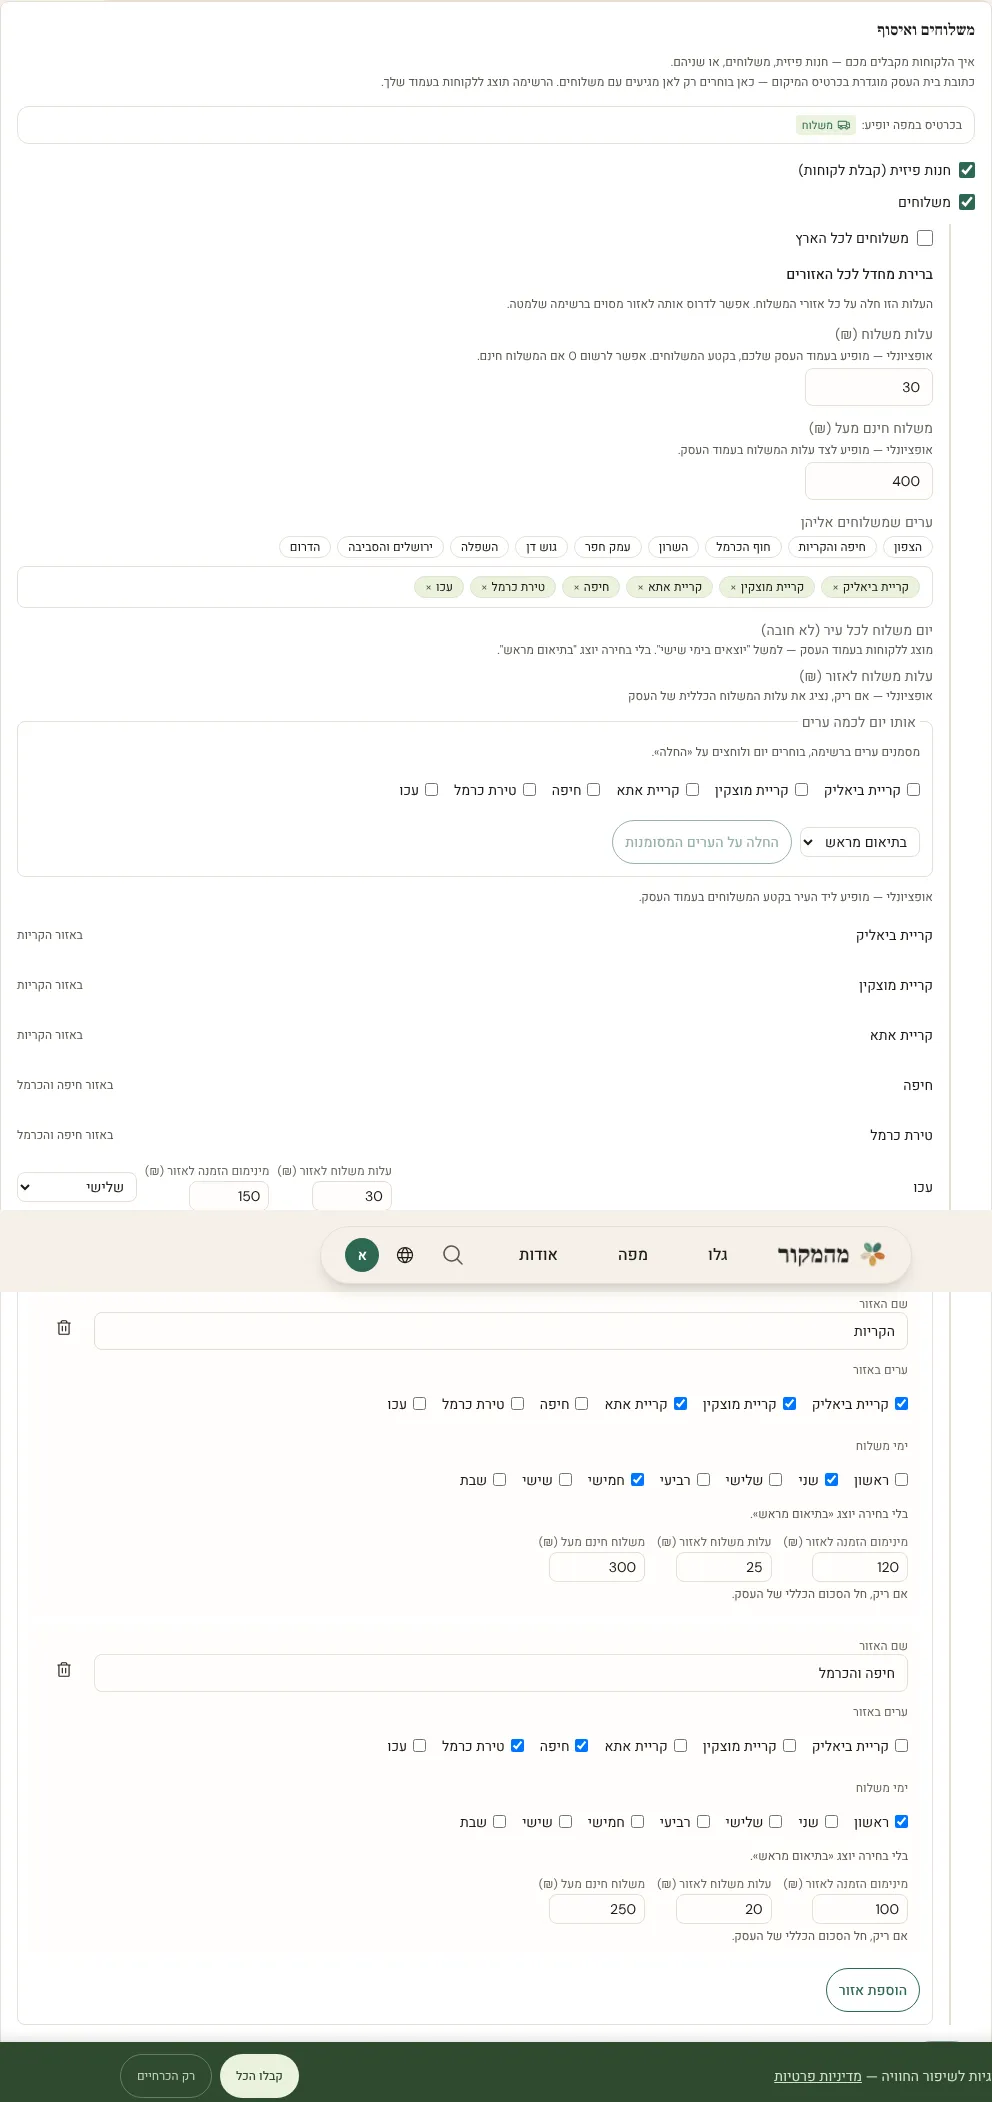 משלוחים ואיסוף
איך הלקוחות מקבלים מכם — חנות פיזית, משלוחים, או שניהם.
כתובת בית העסק מוגדרת בכרטיס המיקום — כאן בוחרים רק לאן מגיעים עם משלוחים. הרשימה תוצג ללקוחות בעמוד שלך.
בכרטיס במפה יופיע: משלוח
חנות פיזית (קבלת לקוחות)
משלוחים
משלוחים לכל הארץ
ברירת מחדל לכל האזורים
העלות הזו חלה על כל אזורי המשלוח. אפשר לדרוס אותה לאזור מסוים ברשימה שלמטה.
עלות משלוח (₪)
אופציונלי — מופיע בעמוד העסק שלכם, בקטע המשלוחים. אפשר לרשום 0 אם המשלוח חינם.
30
משלוח חינם מעל (₪)
אופציונלי — מופיע לצד עלות המשלוח בעמוד העסק.
400
ערים שמשלוחים אליהן
הצפון חיפה והקריות חוף הכרמל השרון עמק חפר גוש דן השפלה ירושלים והסביבה הדרום
קריית ביאליק × קריית מוצקין × קריית אתא × חיפה × טירת כרמל × עכו ×
יום משלוח לכל עיר (לא חובה)
מוצג ללקוחות בעמוד העסק — למשל "יוצאים בימי שישי". בלי בחירה יוצג "בתיאום מראש".
עלות משלוח לאזור (₪)
אופציונלי — אם ריק, נציג את עלות המשלוח הכללית של העסק
אותו יום לכמה ערים
מסמנים ערים ברשימה, בוחרים יום ולוחצים על «החלה».
קריית ביאליק קריית מוצקין קריית אתא חיפה טירת כרמל עכו
בתיאום מראש החלה על הערים המסומנות
אופציונלי — מופיע ליד העיר בקטע המשלוחים בעמוד העסק.
קריית ביאליק באזור הקריות
קריית מוצקין באזור הקריות
קריית אתא באזור הקריות
חיפה באזור חיפה והכרמל
טירת כרמל באזור חיפה והכרמל
עלות משלוח לאזור (₪) מינימום הזמנה לאזור (₪)
עכו 30 150 שלישי
מהמקור גלו מפה אודות א
שם האזור
הקריות
ערים באזור
קריית ביאליק קריית מוצקין קריית אתא חיפה טירת כרמל עכו
ימי משלוח
ראשון שני שלישי רביעי חמישי שישי שבת
בלי בחירה יוצג «בתיאום מראש».
מינימום הזמנה לאזור (₪) עלות משלוח לאזור (₪) משלוח חינם מעל (₪)
120 25 300
אם ריק, חל הסכום הכללי של העסק.
שם האזור
חיפה והכרמל
ערים באזור
קריית ביאליק קריית מוצקין קריית אתא חיפה טירת כרמל עכו
ימי משלוח
ראשון שני שלישי רביעי חמישי שישי שבת
בלי בחירה יוצג «בתיאום מראש».
מינימום הזמנה לאזור (₪) עלות משלוח לאזור (₪) משלוח חינם מעל (₪)
100 20 250
אם ריק, חל הסכום הכללי של העסק.
הוספת אזור
גיות לשיפור החוויה — מדיניות פרטיות קבלו הכל רק הכרחיים